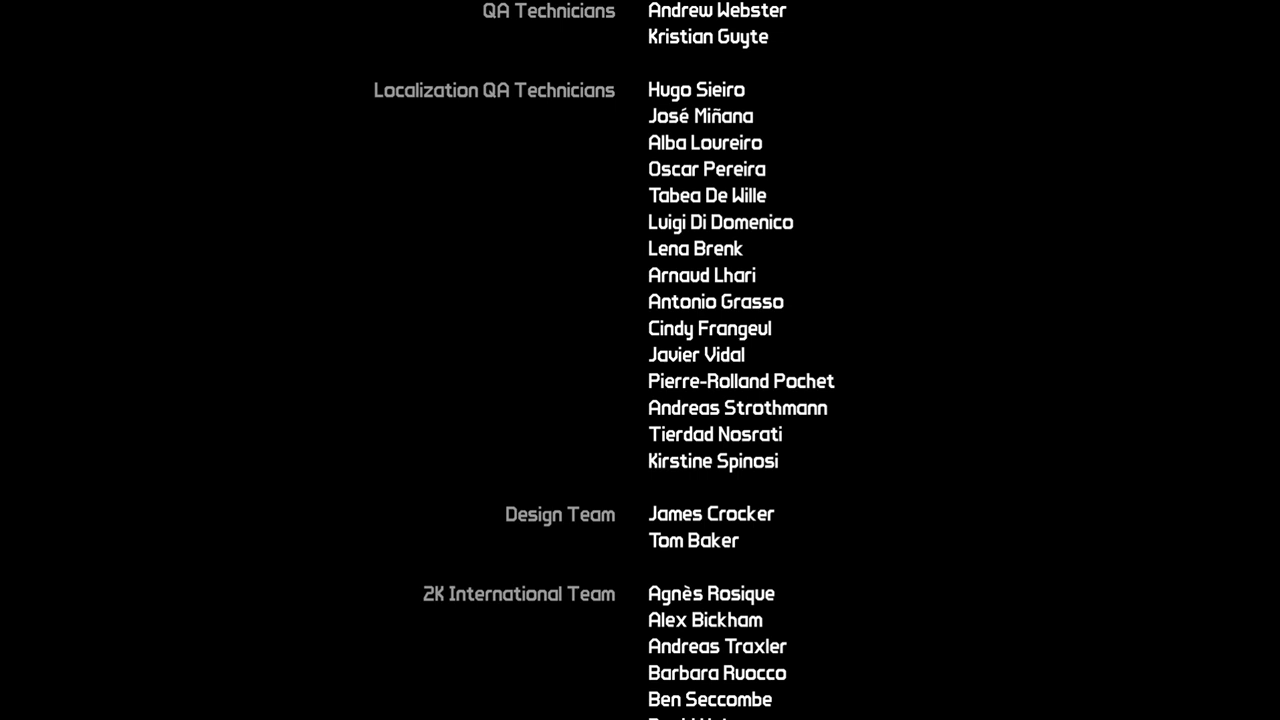 QA Technicians Andrew Webster
Kristian Guyte
Localization QA Technicians Hugo Sieiro
José Miñana
Alba Loureiro
Oscar Pereira
Tabea De Wille
Luigi Di Domenico
Lena Brenk
Arnaud Lhari
Antonio Grasso
Cindy Frangeul
Javier Vidal
Pierre-Rolland Pochet
Andreas Strothmann
Tierdad Nosrati
Kirstine Spinosi
Design Team James Crocker
Tom Baker
2K International Team Agnès Rosique
Alex Bickham
Andreas Traxler
Barbara Ruocco
Ben Seccombe